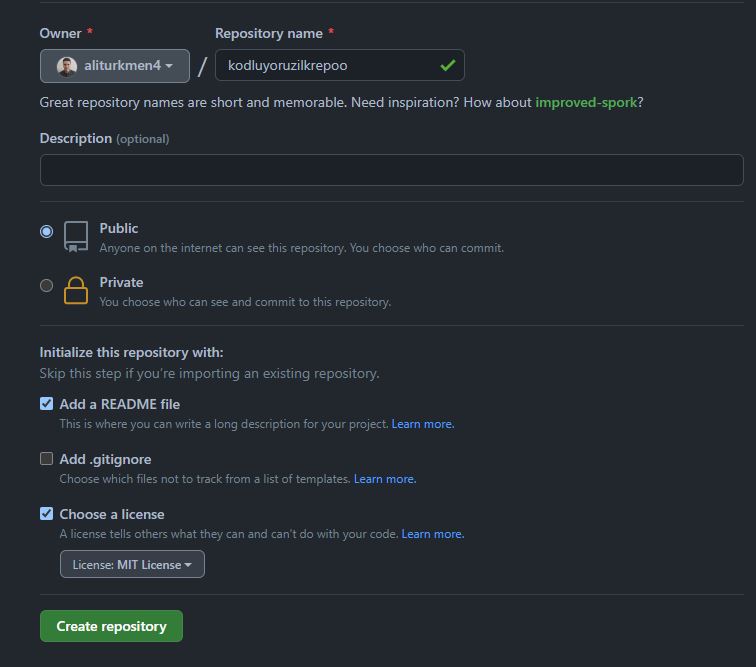 Owner * Repository name *
aliturkmen4 / kodluyoruzilkrepoo
Great repository names are short and memorable. Need inspiration? How about improved-spork?
Description (optional)
Public
Anyone on the internet can see this repository. You choose who can commit.
Private
You choose who can see and commit to this repository.
Initialize this repository with:
Skip this step if you're importing an existing repository.
Add a README file
This is where you can write a long description for your project. Learn more.
Add .gitignore
Choose which files not to track from a list of templates. Learn more.
Choose a license
A license tells others what they can and can't do with your code. Learn more.
License: MIT License
Create repository